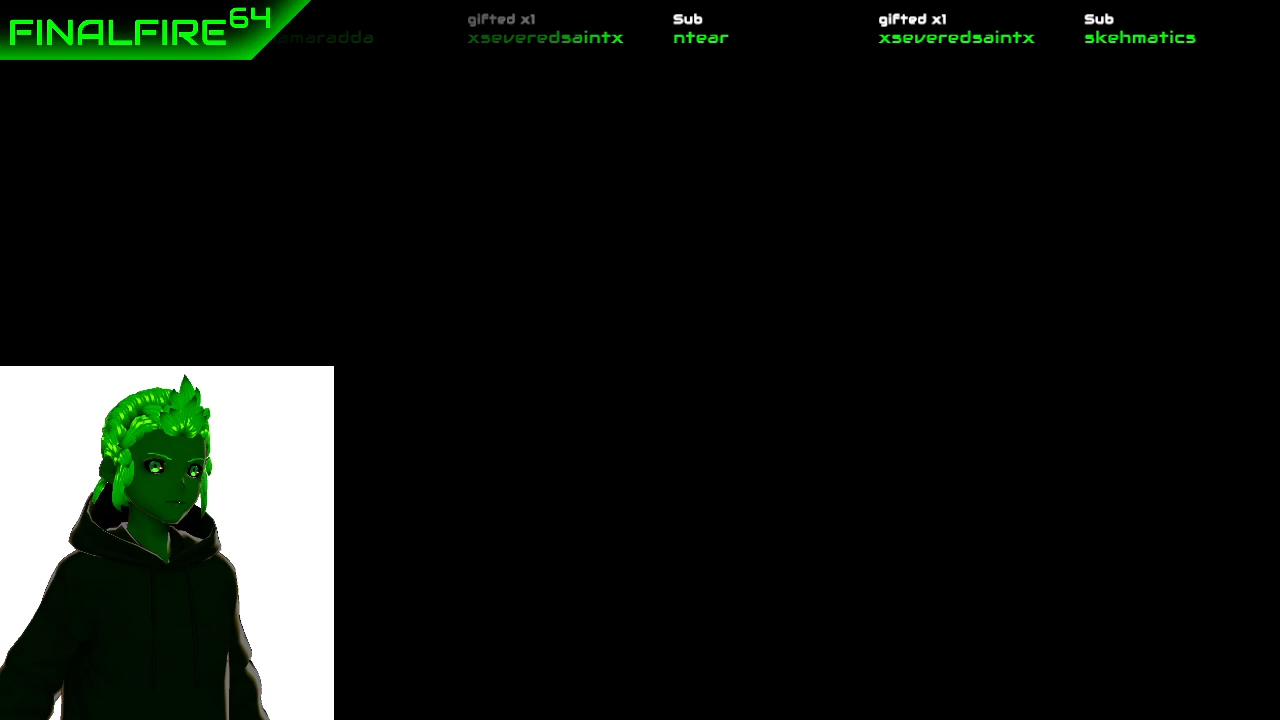 FINALFIRE64
gifted x1
xseveredsaintx
Sub
ntear
gifted x1
xseveredsaintx
Sub
skehmatics